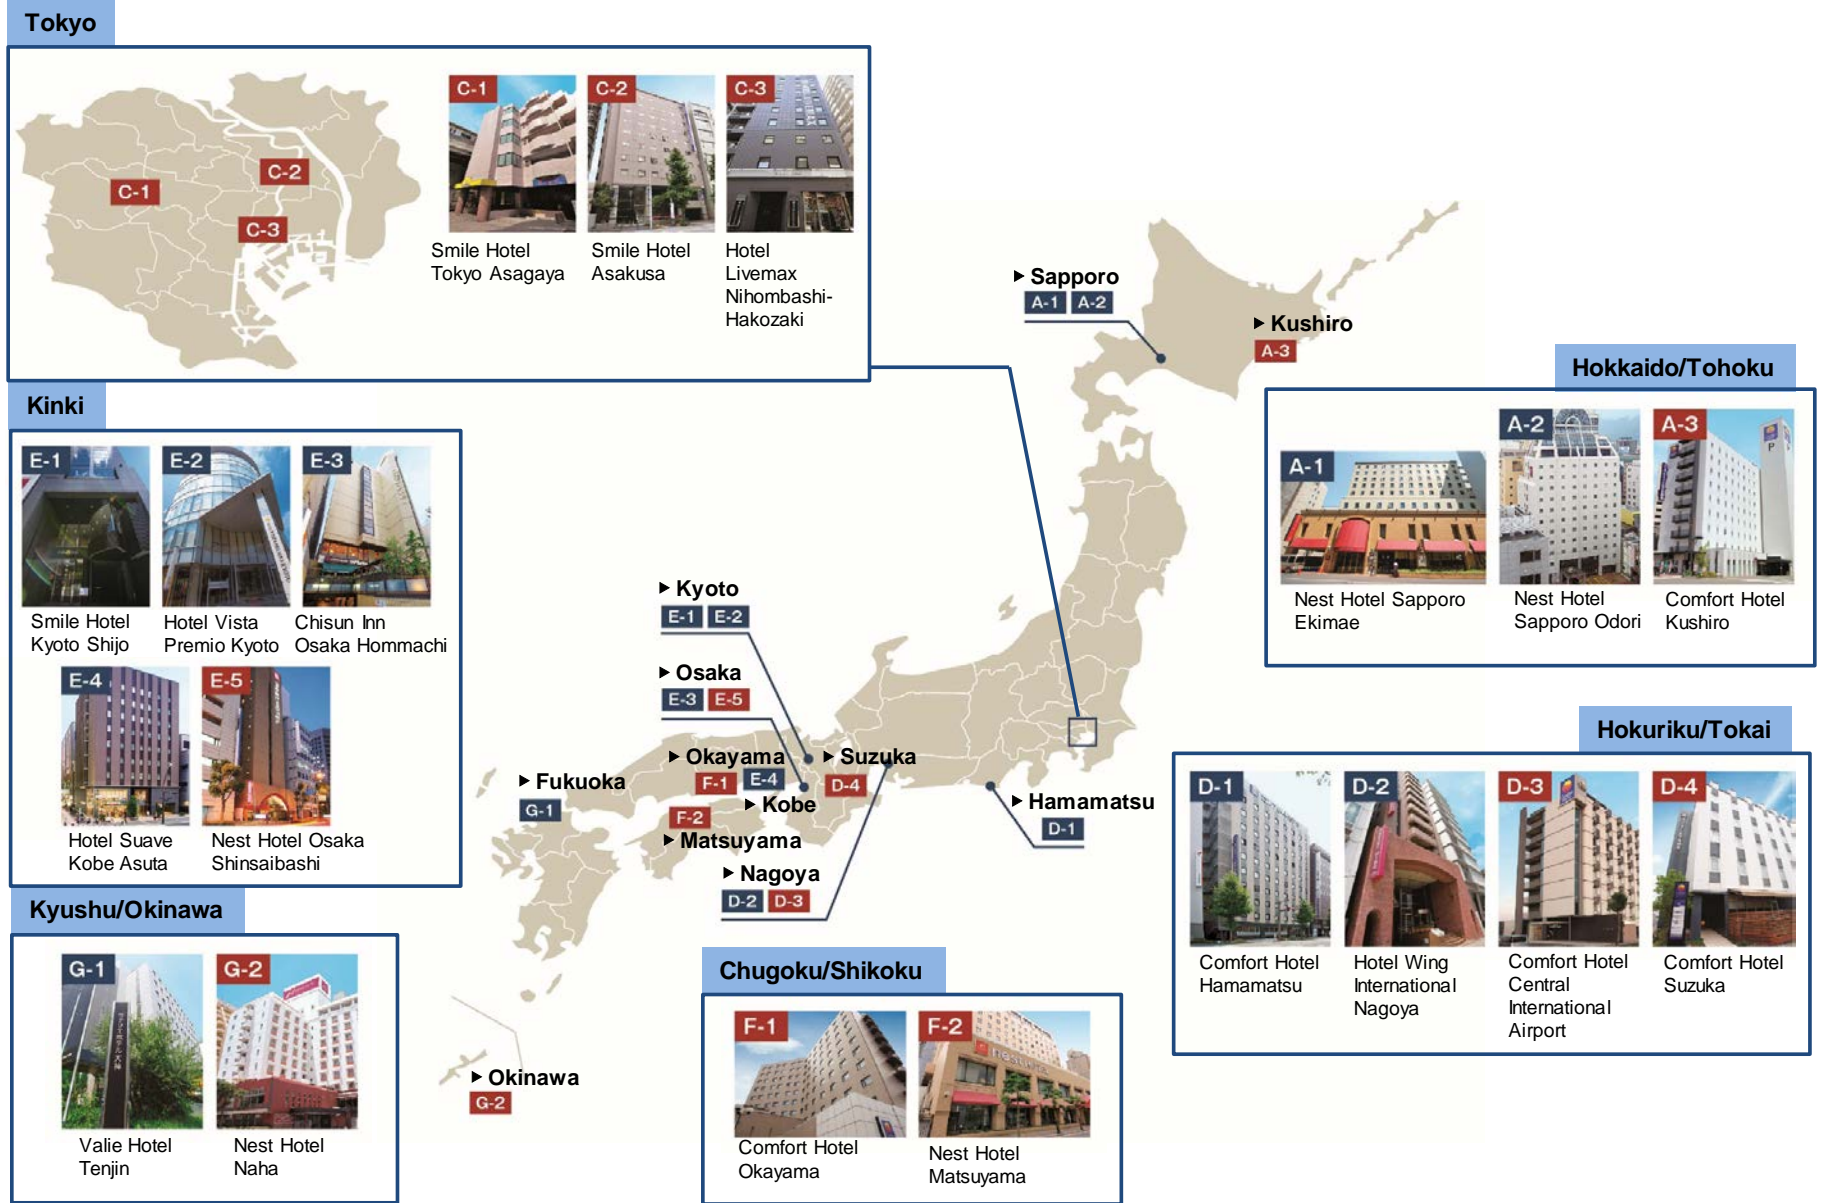 Tokyo
C-1
C-2
C-3
C-1
C-2
C-3
Smile Hotel
Tokyo Asagaya
Smile Hotel
Asakusa
Hotel
Livemax
Nihombashi-
Hakozaki
Sapporo
A-1 A-2
Kushiro
A-3
Hokkaido/Tohoku
A-1
A-2
A-3
P
Nest Hotel Sapporo
Ekimae
Nest Hotel
Sapporo Odori
Comfort Hotel
Kushiro
Kinki
E-1
E-2
E-3
Smile Hotel
Kyoto Shijo
Hotel Vista
Premio Kyoto
Chisun Inn
Osaka Hommachi
E-4
E-5
Hotel Suave
Kobe Asuta
Nest Hotel Osaka
Shinsaibashi
Kyoto
E-1 E-2
Osaka
E-3 E-5
Okayama
F-1
E-4
Kobe
Suzuka
D-4
Fukuoka
G-1
F-2
Matsuyama
Nagoya
D-2 D-3
Hamamatsu
D-1
Okinawa
G-2
Hokuriku/Tokai
D-1
D-2
D-3
D-4
Comfort Hotel
Hamamatsu
Hotel Wing
International
Nagoya
Comfort Hotel
Central
International
Airport
Comfort Hotel
Suzuka
Kyushu/Okinawa
G-1
G-2
Valie Hotel
Tenjin
Nest Hotel
Naha
Chugoku/Shikoku
F-1
F-2
nesthotel
Comfort Hotel
Okayama
Nest Hotel
Matsuyama